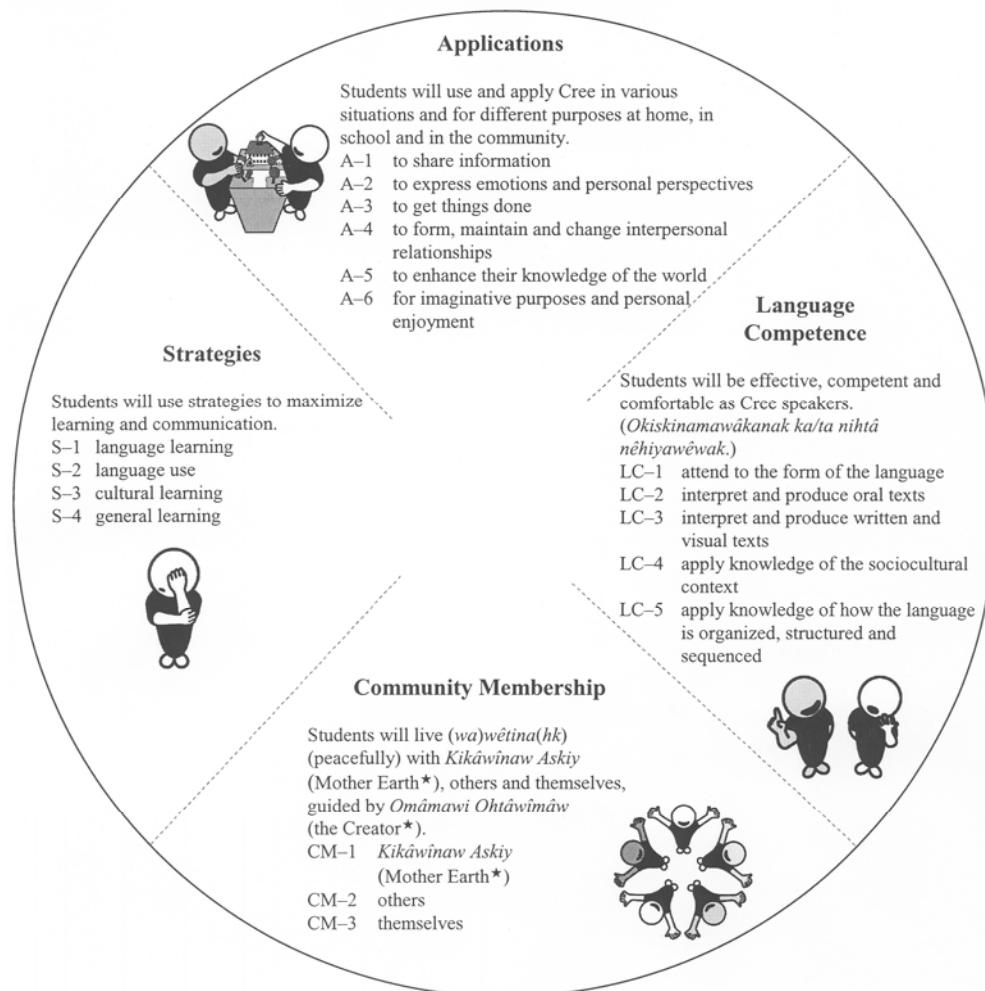 Applications
Students will use and apply Cree in various
situations and for different purposes at home, in
school and in the community.
A–1 to share information
A–2 to express emotions and personal perspectives
A–3 to get things done
A–4 to form, maintain and change interpersonal
relationships
A–5 to enhance their knowledge of the world
A–6 for imaginative purposes and personal
enjoyment
Language
Competence
Students will be effective, competent and
comfortable as Cree speakers.
(Okiskinamawâkanak ka/ta nihtâ
nêhiyawêwak.)
LC–1 attend to the form of the language
LC–2 interpret and produce oral texts
LC–3 interpret and produce written and
visual texts
LC–4 apply knowledge of the sociocultural
context
LC–5 apply knowledge of how the language
is organized, structured and
sequenced
Strategies
Students will use strategies to maximize
learning and communication.
S–1 language learning
S–2 language use
S–3 cultural learning
S–4 general learning
Community Membership
Students will live (wa)wêtina(hk)
(peacefully) with Kikâwînaw Askiy
(Mother Earth★), others and themselves,
guided by Omâmawi Ohtâwîmâw
(the Creator★).
CM–1 Kikâwînaw Askiy
(Mother Earth★)
CM–2 others
CM–3 themselves